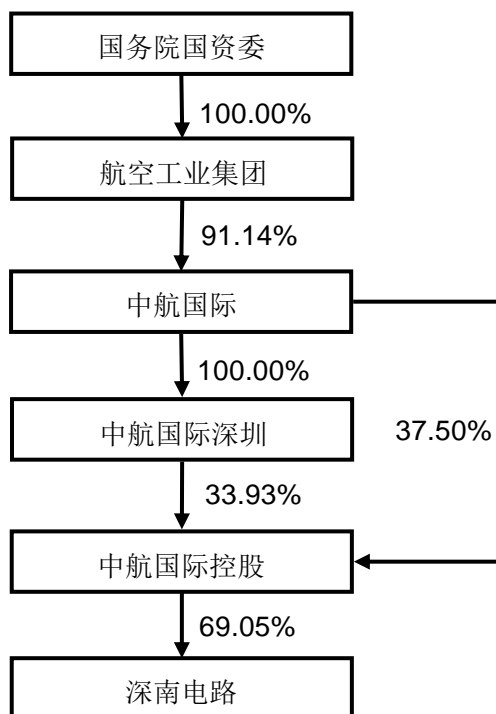 国务院国资委
100.00%
航空工业集团
91.14%
中航国际
100.00%
中航国际深圳
37.50%
33.93%
中航国际控股
69.05%
深南电路